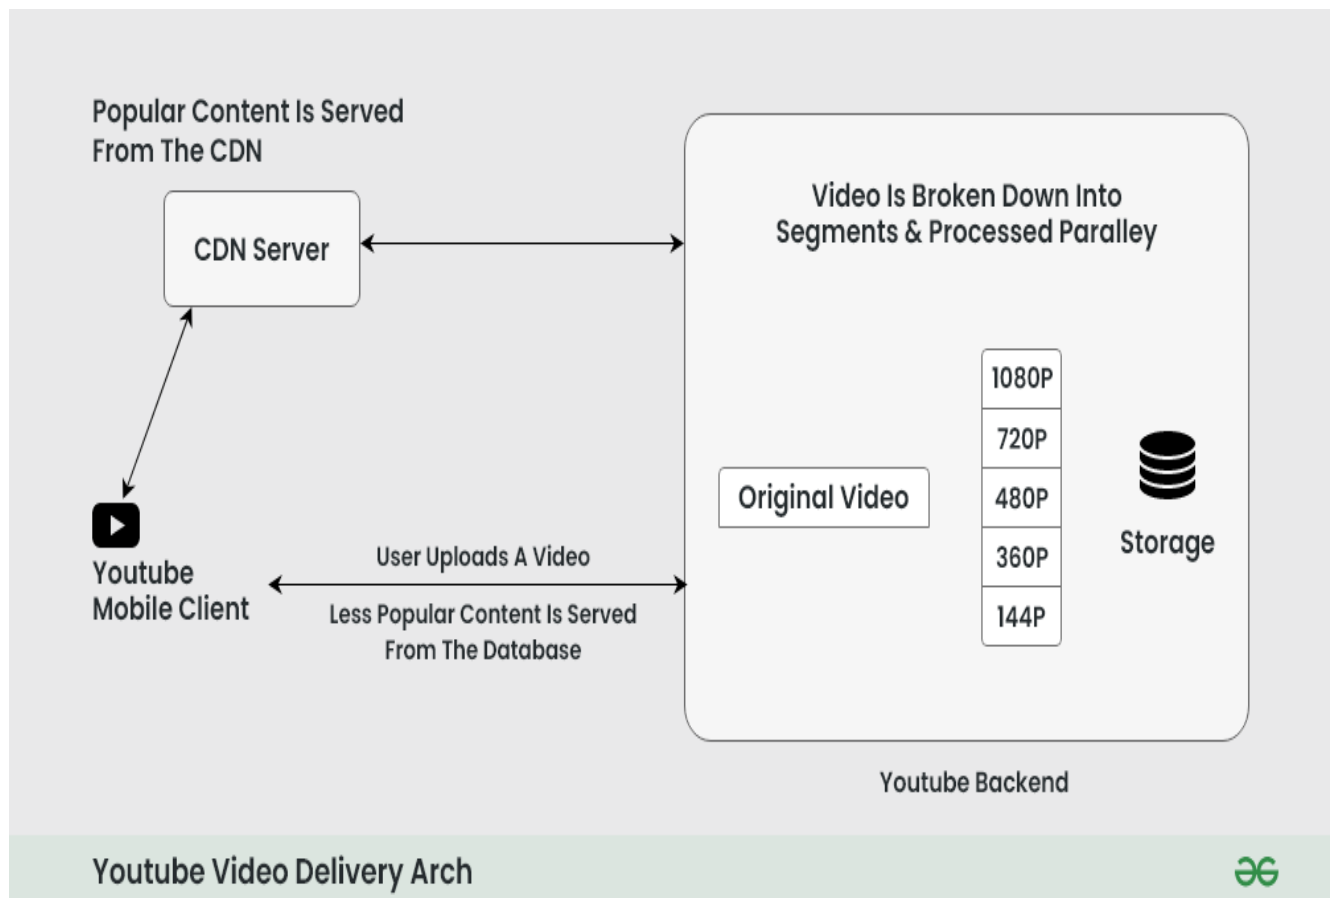 Popular Content Is Served
From The CDN
CDN Server
Video Is Broken Down Into
Segments & Processed Paralley
1080P
720P
Original Video
480P
360P
144P
Storage
Youtube
Mobile Client
User Uploads A Video
Less Popular Content Is Served
From The Database
Youtube Backend
Youtube Video Delivery Arch